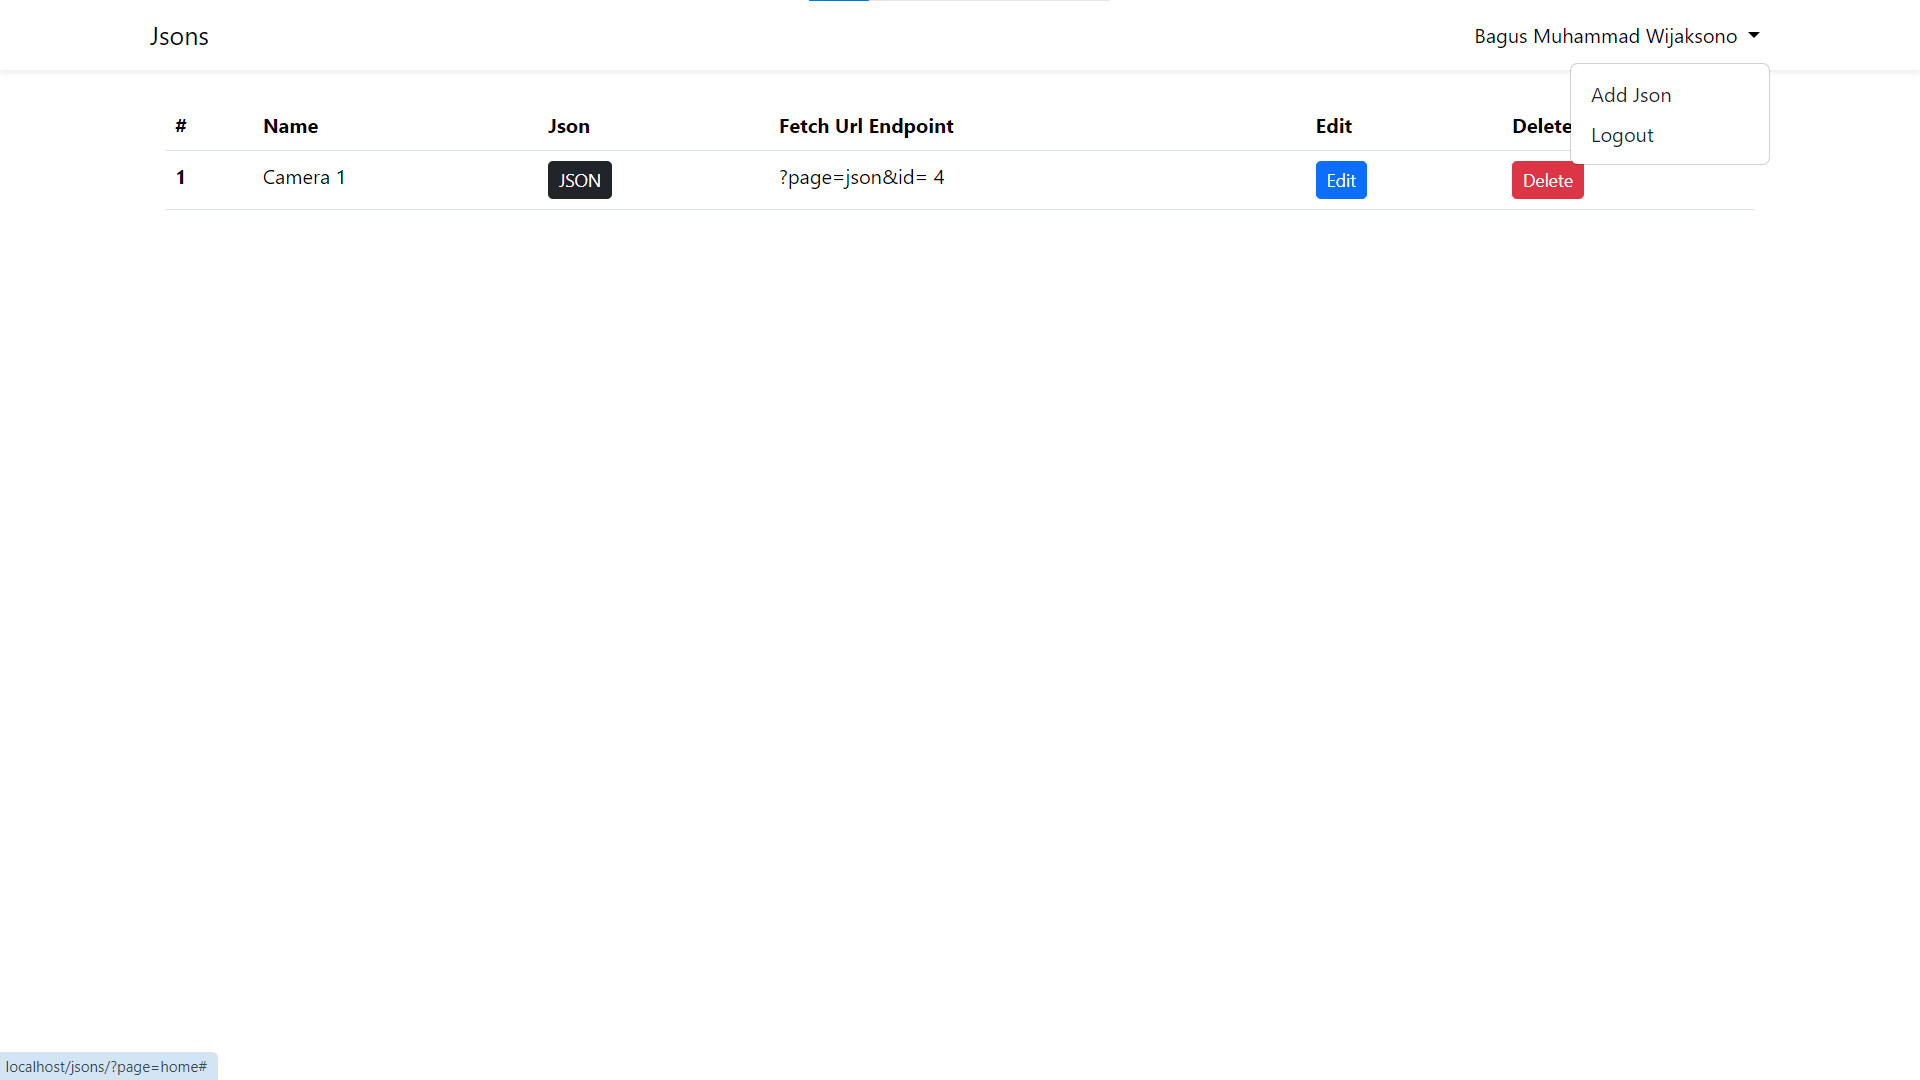 Jsons
Bagus Muhammad Wijaksono
Add Json
Logout
# Name Json Fetch Url Endpoint Edit Delete
1 Camera 1 JSON ?page=json&id= 4 Edit Delete
localhost/jsons/?page=home#